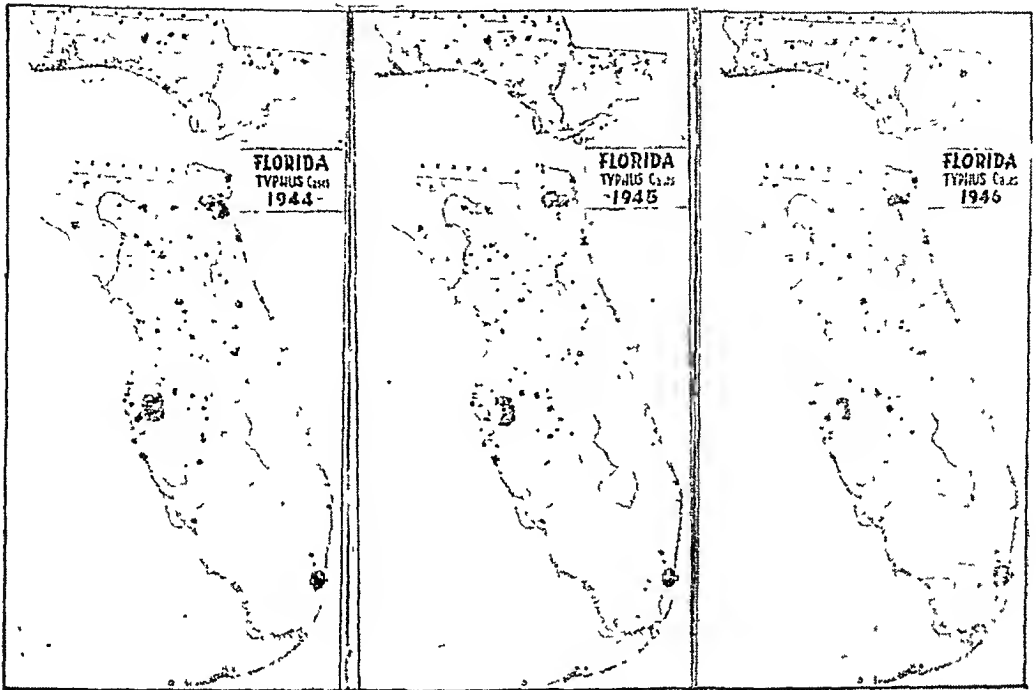 FLORIDA
TYPHUS Cases
1944
FLORIDA
TYPHUS Cases
1945
FLORIDA
TYPHUS Cases
1946